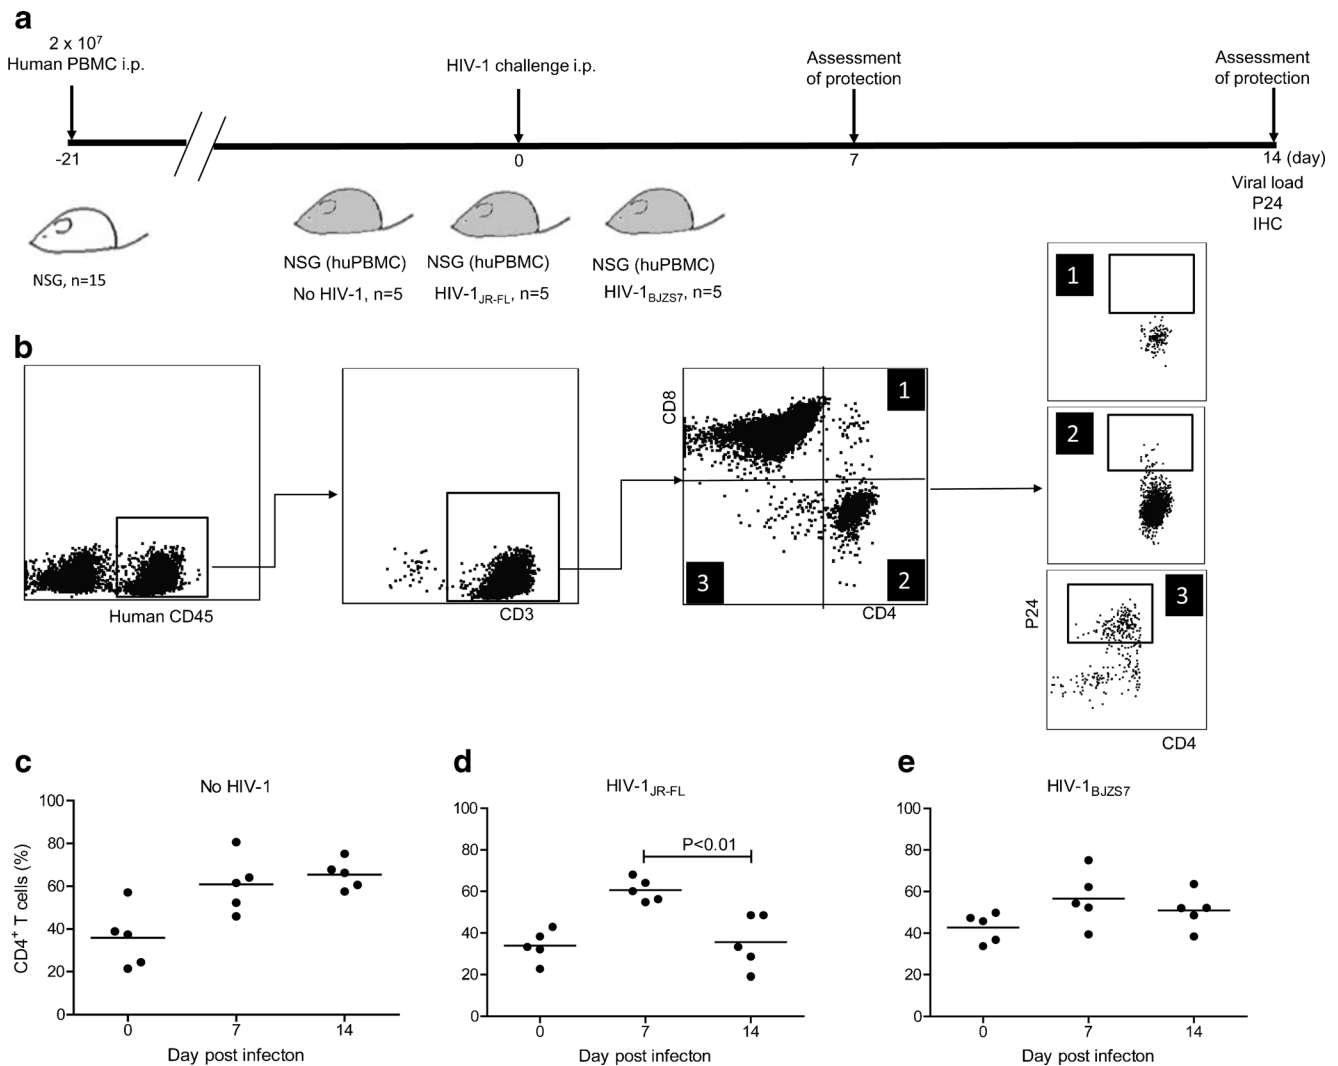 a
2 x 10⁷
Human PBMC i.p.
HIV-1 challenge i.p.
Assessment
of protection
Assessment
of protection
-21
0
7
14 (day)
Viral load
P24
IHC
NSG, n=15
NSG (huPBMC)
No HIV-1, n=5
NSG (huPBMC)
HIV-1JR-FL, n=5
NSG (huPBMC)
HIV-1BJZS7, n=5
b
Human CD45
CD3
CD8
1
3
2
CD4
1
2
3
P24
CD4
c
No HIV-1
CD4⁺ T cells (%)
100
80
60
40
20
0
0
7
14
Day post infecton
d
HIV-1JR-FL
P<0.01
100
80
60
40
20
0
0
7
14
Day post infecton
e
HIV-1BJZS7
100
80
60
40
20
0
0
7
14
Day post infecton